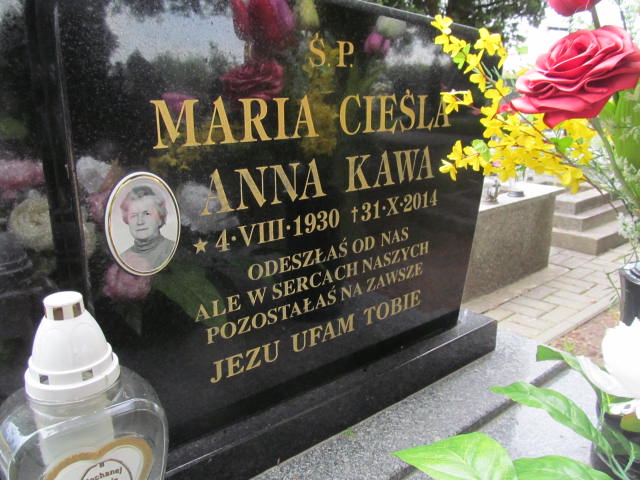 Ś.P.
MARIA CIEŚLA
ANNA KAWA
★ 4·VIII·1930 †31·X·2014
ODESZŁAŚ OD NAS
ALE W SERCACH NASZYCH
POZOSTAŁAŚ NA ZAWSZE
JEZU UFAM TOBIE